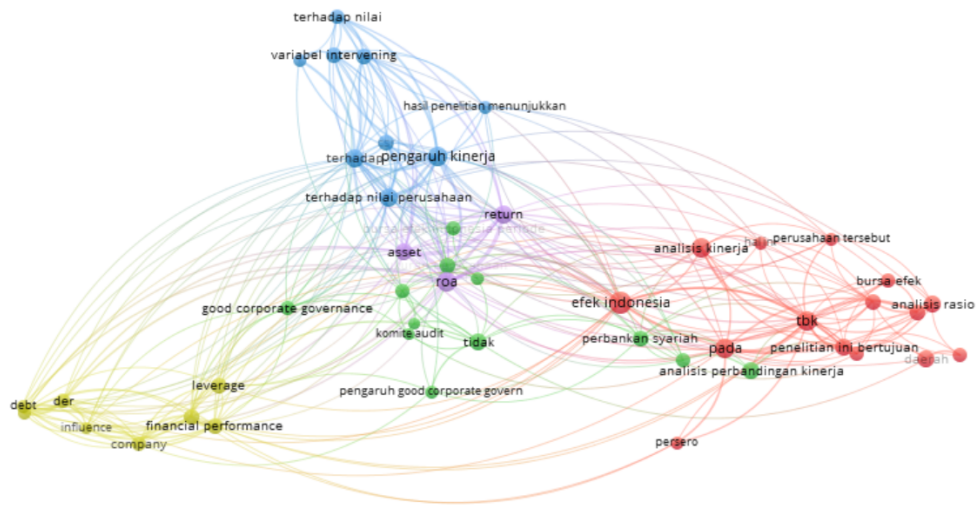 terhadap nilai
variabel intervening
hasil penelitian menunjukkan
terhadap
pengaruh kinerja
terhadap nilai perusahaan
return
asset
roa
good corporate governance
komite audit
tidak
pengaruh good corporate govern
leverage
debt
der
influence
financial performance
company
efek indonesia
analisis kinerja
perusahaan tersebut
bursa efek
analisis rasio
tbk
perbankan syariah
pada
penelitian ini bertujuan
daerah
analisis perbandingan kinerja
persero